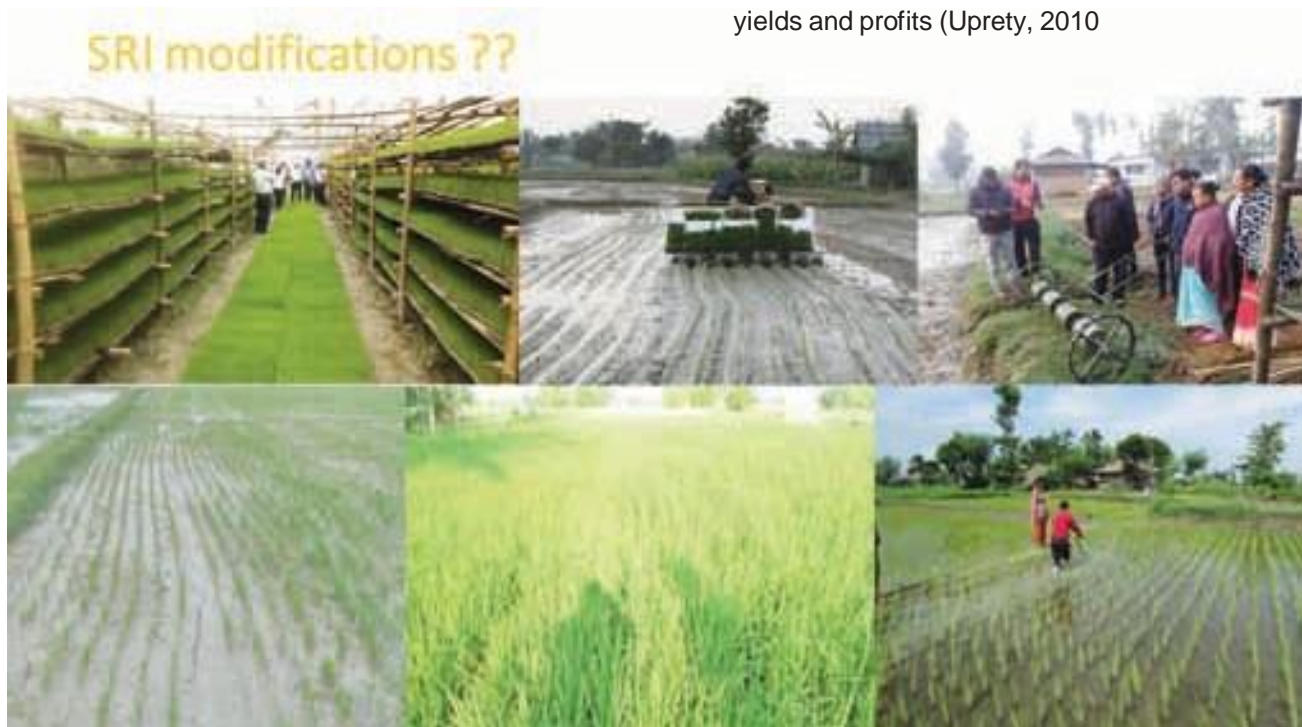 yields and profits (Uprety, 2010
SRI modifications ??